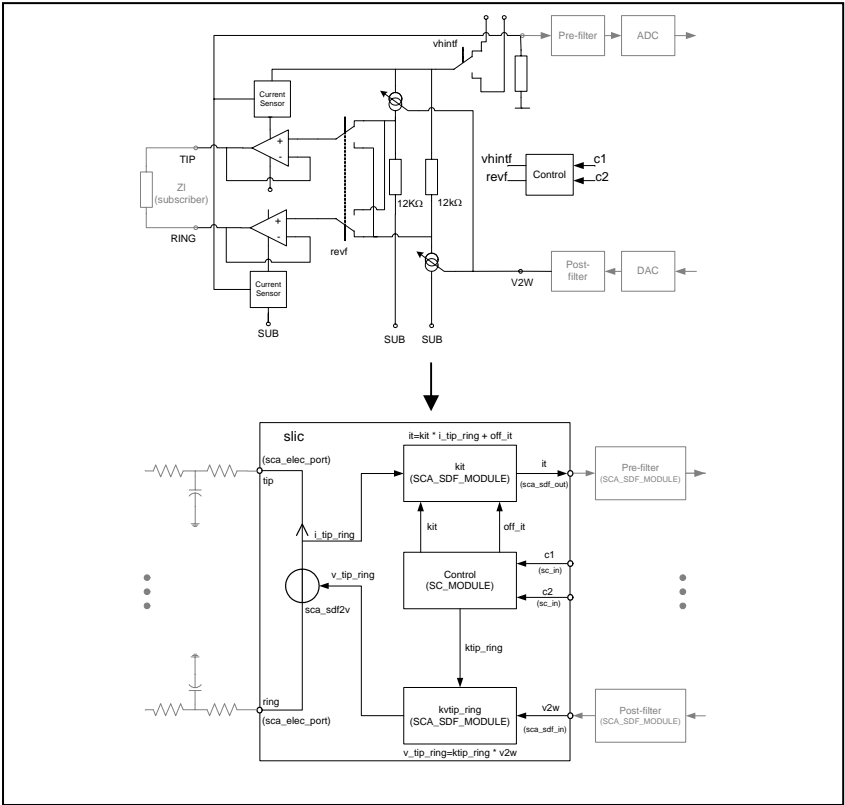 vhintf
Pre-filter
ADC
Current
Sensor
TIP
ZI
(subscriber)
RING
12KΩ
12kΩ
vhintf
revf
Control
c1
c2
revf
Current
Sensor
SUB
SUB
SUB
V2W
Post-
filter
DAC
slic
(sca_elec_port)
tip
it=kit * i_tip_ring + off_it
kit
(SCA_SDF_MODULE)
it
(sca_sdf_out)
Pre-filter
(SCA_SDF_MODULE)
i_tip_ring
kit
off_it
v_tip_ring
sca_sdf2v
Control
(SC_MODULE)
c1
(sc_in)
c2
(sc_in)
ktip_ring
ring
(sca_elec_port)
kvtip_ring
(SCA_SDF_MODULE)
v2w
(sca_sdf_in)
Post-filter
(SCA_SDF_MODULE)
v_tip_ring=ktip_ring * v2w